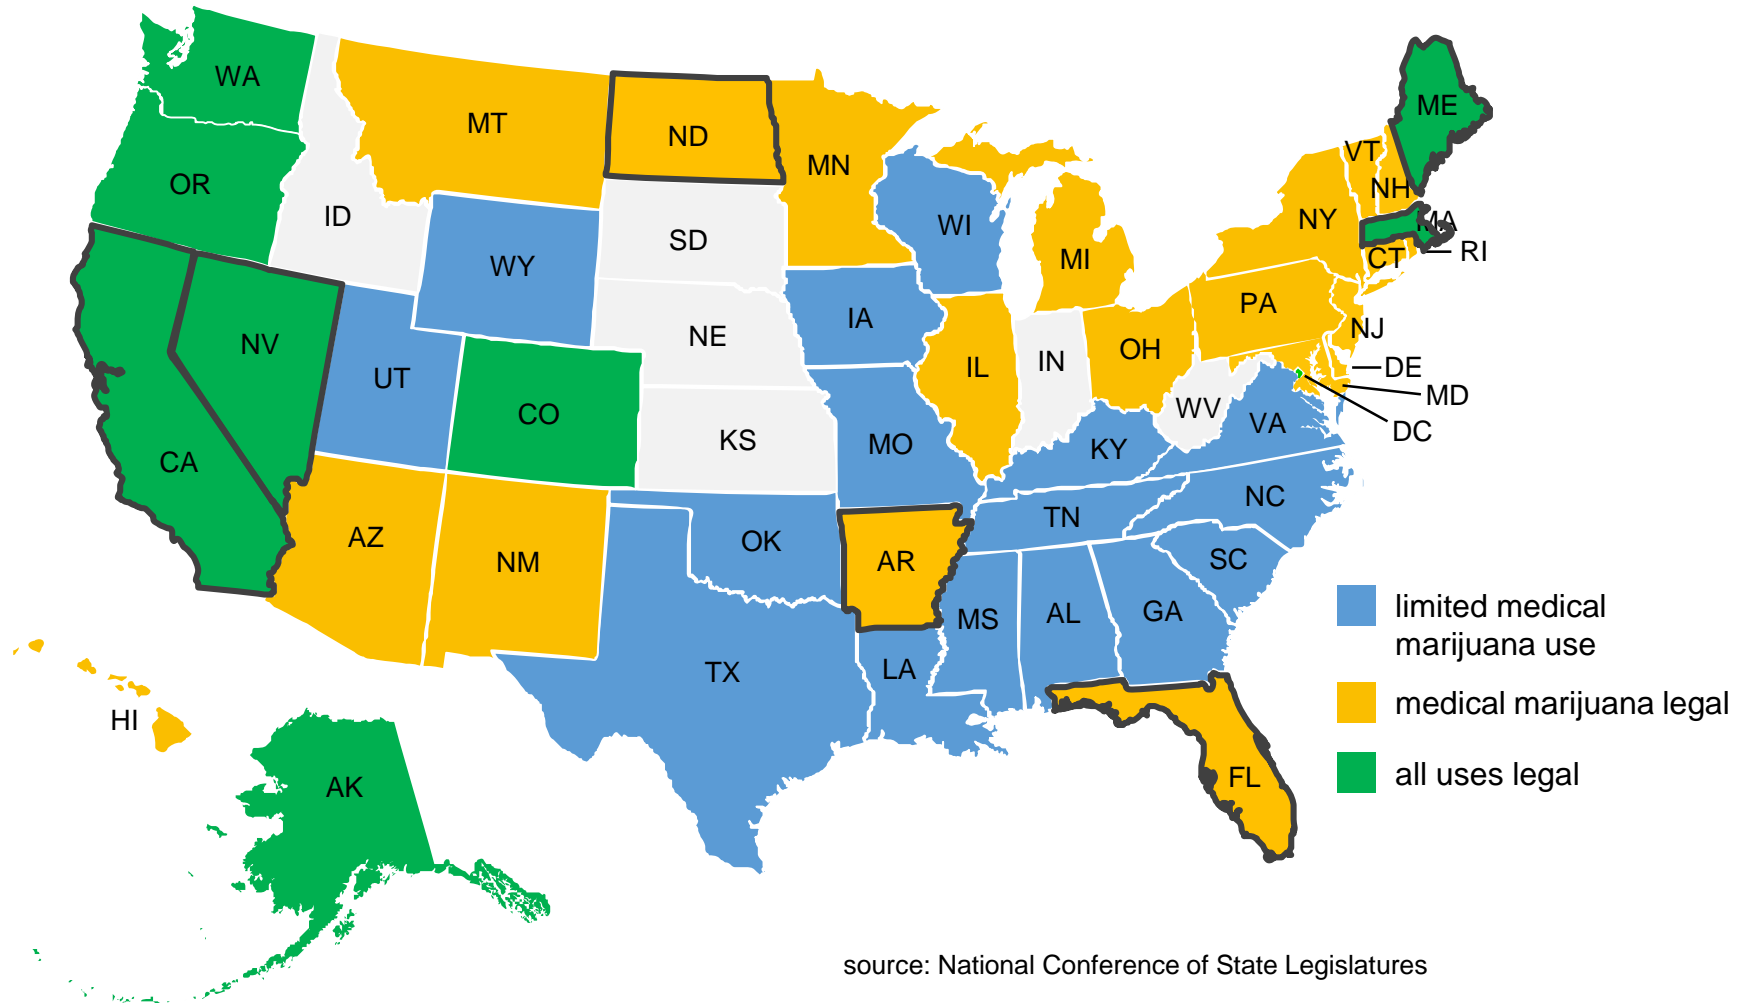 WA
MT
ND
ME
OR
MN
VT
NH
ID
WI
NY
MA
SD
RI
WY
MI
CT
IA
PA
NE
NJ
NV
OH
IL
IN
DE
UT
MD
CO
WV
VA
DC
KS
MO
KY
CA
NC
TN
AZ
OK
NM
AR
SC
MS
AL
GA
limited medical
marijuana use
TX
LA
medical marijuana legal
HI
AK
FL
all uses legal
source: National Conference of State Legislatures